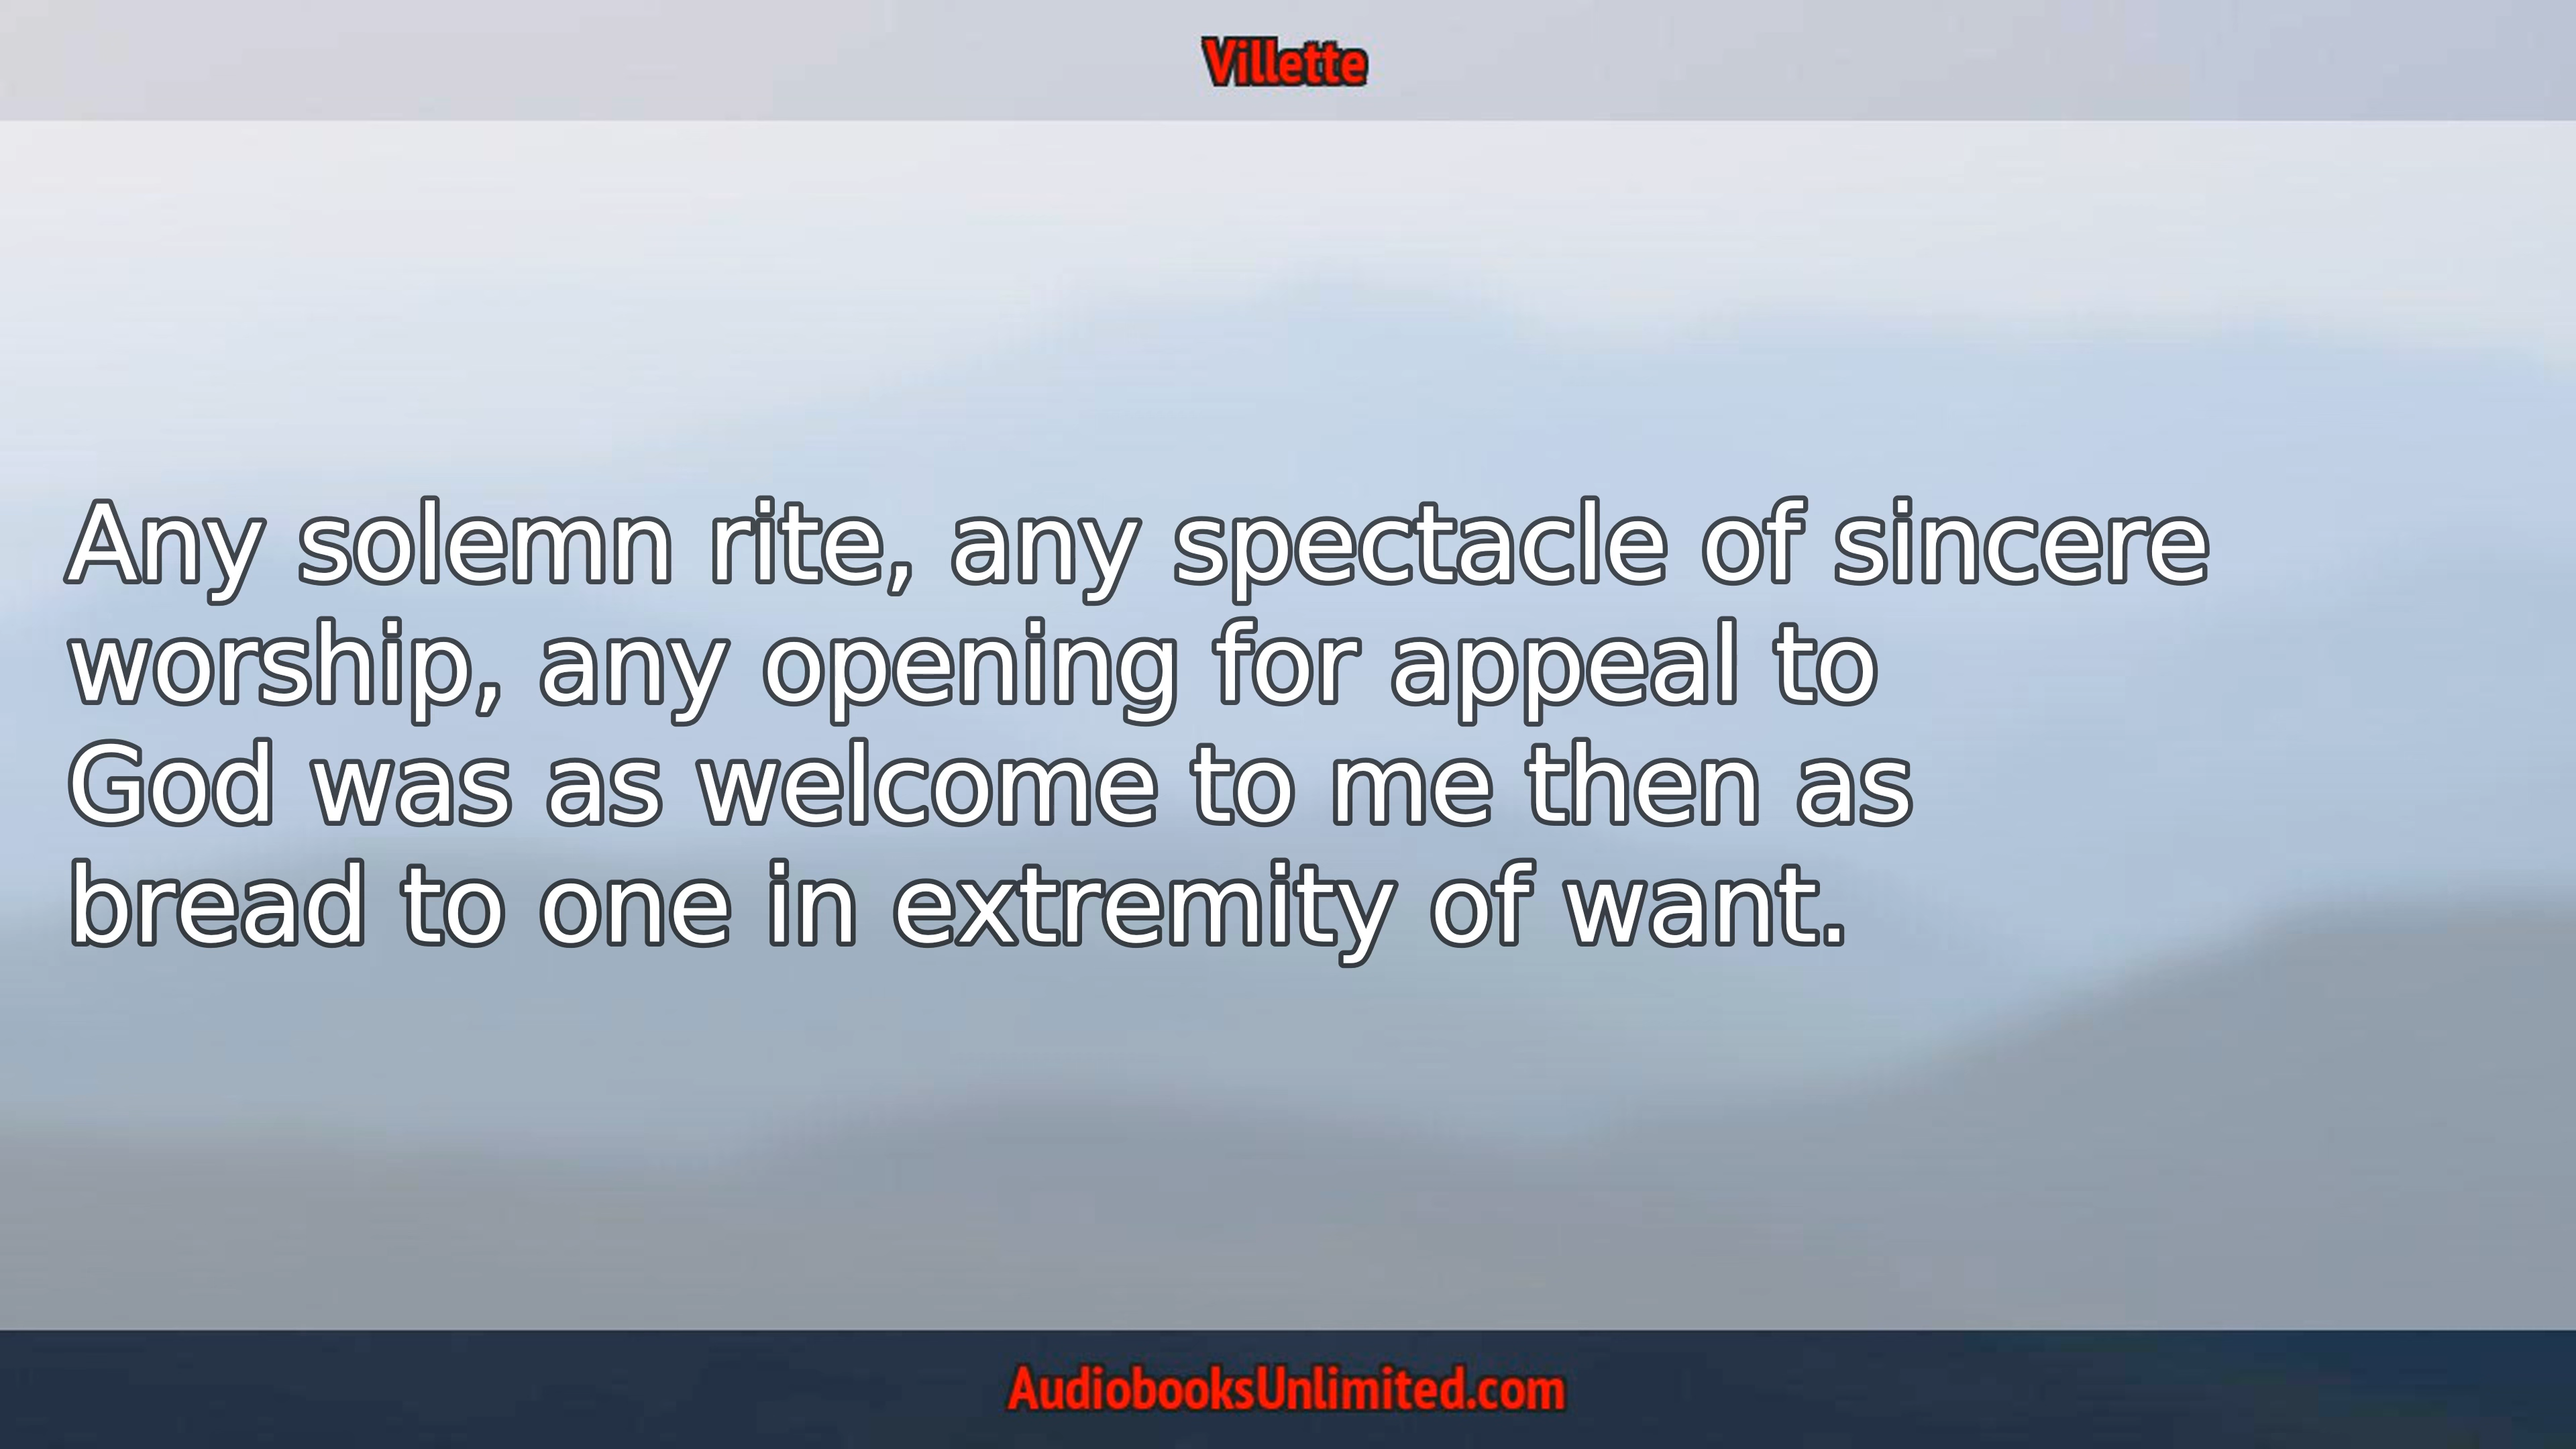 Villette
Any solemn rite, any spectacle of sincere
worship, any opening for appeal to
God was as welcome to me then as
bread to one in extremity of want.
AudiobooksUnlimited.com